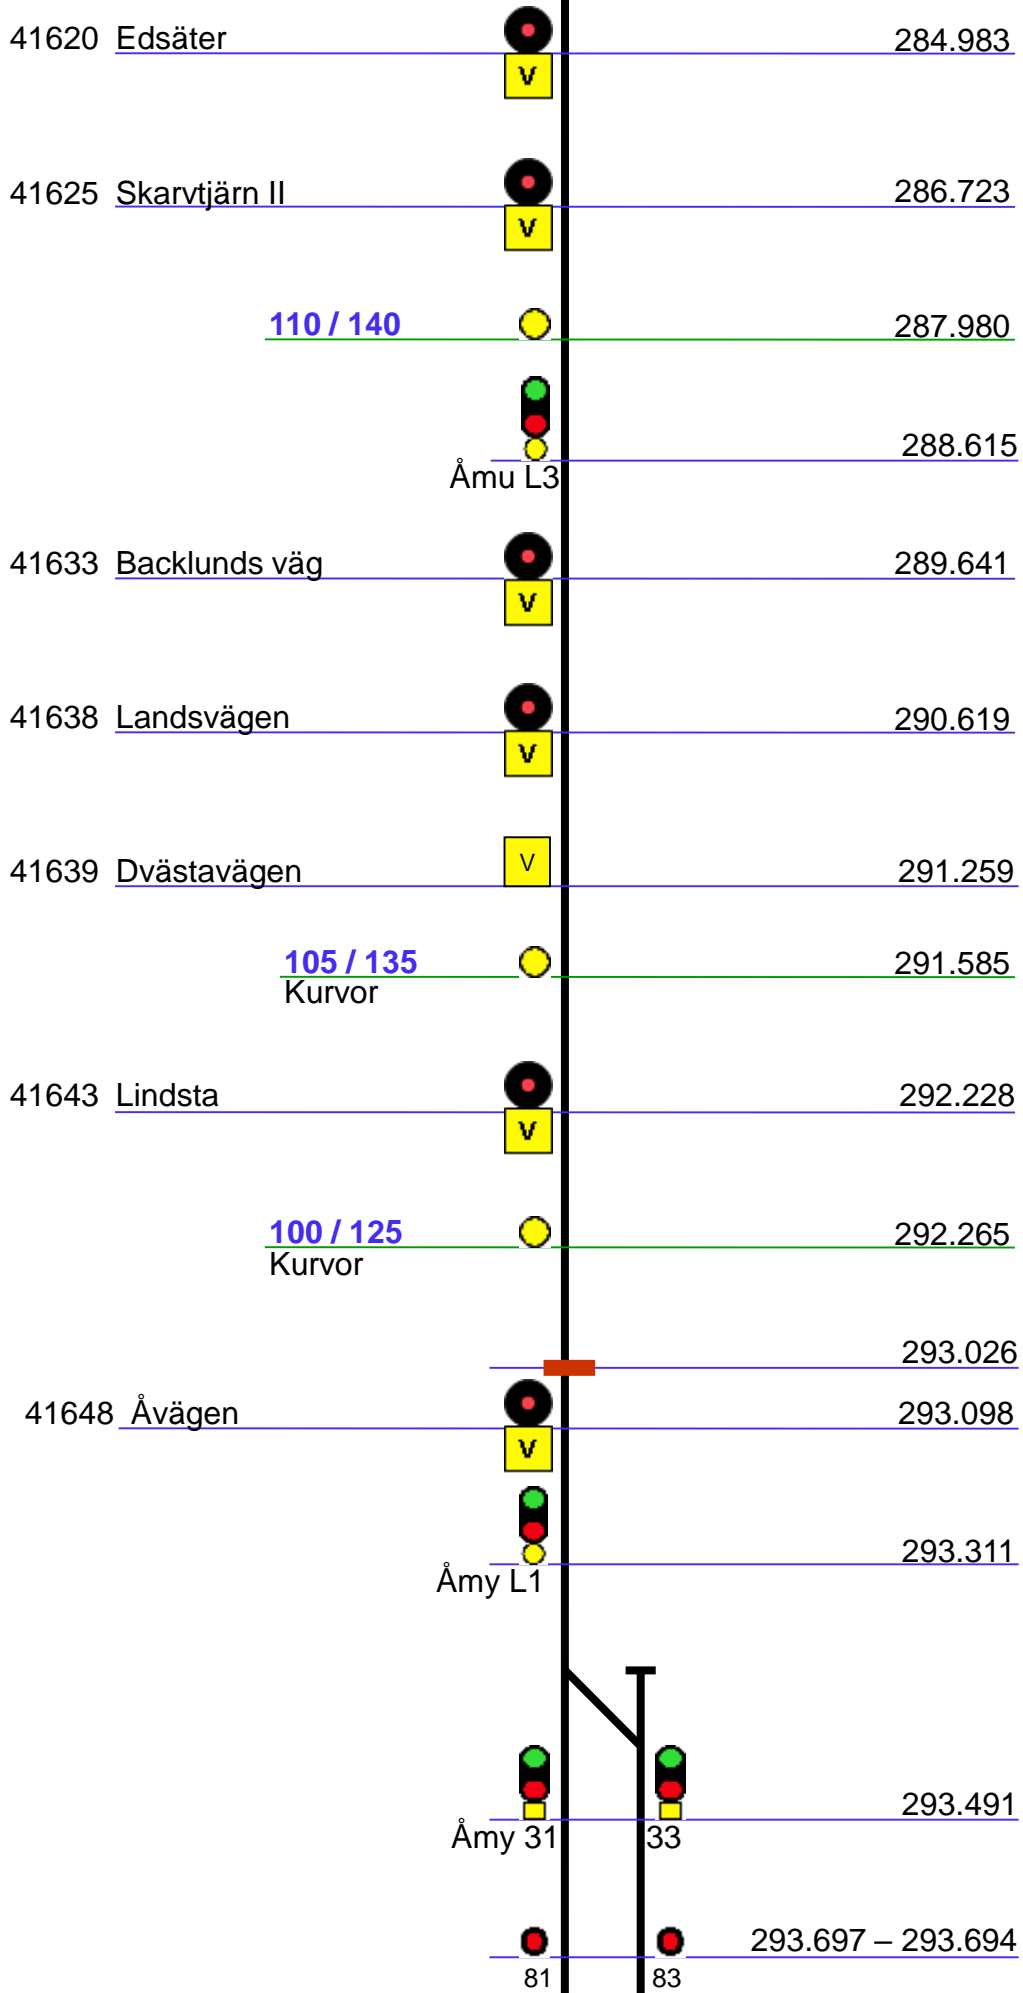 41620 Edsäter 284.983
V
41625 Skarvtjärn II 286.723
V
110 / 140 287.980
288.615
Åmu L3
41633 Backlunds väg 289.641
V
41638 Landsvägen 290.619
V
41639 Dvästavägen V 291.259
105 / 135 291.585
Kurvor
41643 Lindsta 292.228
V
100 / 125 292.265
Kurvor
293.026
41648 Åvägen 293.098
V
293.311
Åmy L1
293.491
Åmy 31 33
293.697 – 293.694
81 83